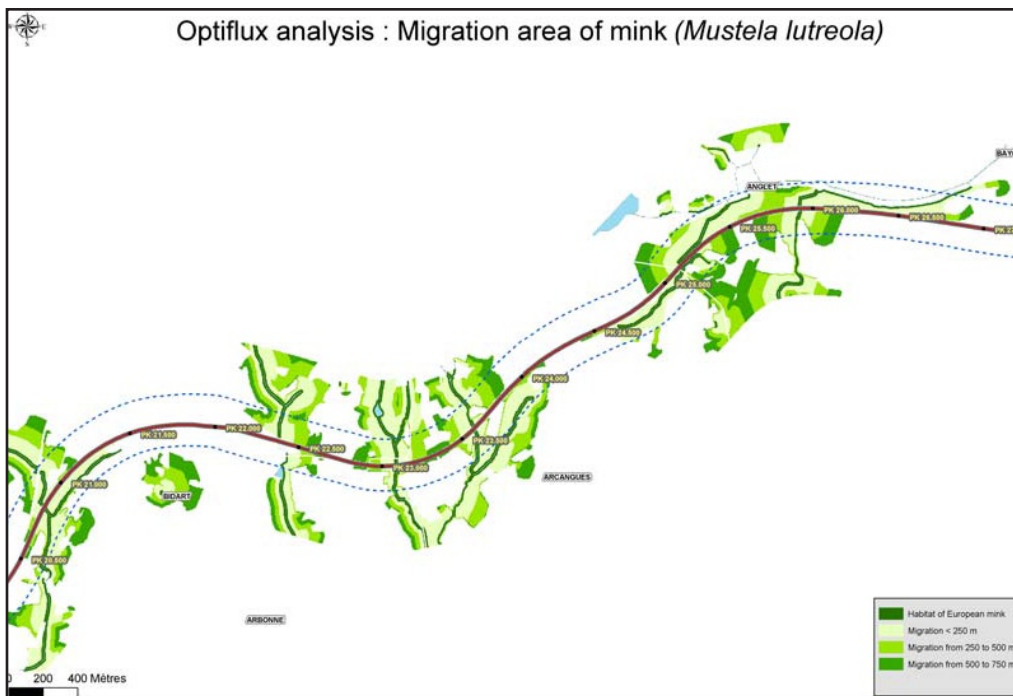 Optiflux analysis : Migration area of mink (Mustela lutreola)
E
S
BAY
ANGLET
PK 26.000
PK 26.500
PK 25.500
PK 27
PK 25.000
PK 24.500
PK 24.000
PK 21.500
PK 22.000
PK 22.500
PK 23.500
PK 23.000
ARCANGUES
PK 21.000
BIDART
PK 20.500
ARBONNE
Habitat of European mink
Migration < 250 m
Migration from 250 to 500 m
Migration from 500 to 750 m
0 200 400 Mètres